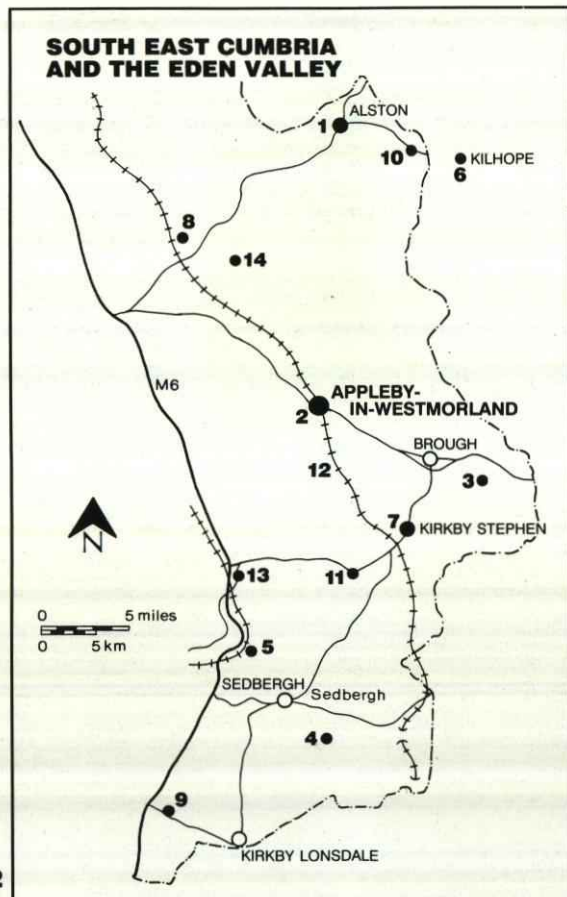 SOUTH EAST CUMBRIA
AND THE EDEN VALLEY
ALSTON
1
10
KILHOPE
6
8
14
M6
APPLEBY-
IN-WESTMORLAND
2
BROUGH
12
3
7
KIRKBY STEPHEN
N
13
11
0 5 miles
0 5 km
5
SEDBERGH
Sedbergh
4
9
KIRKBY LONSDALE
2